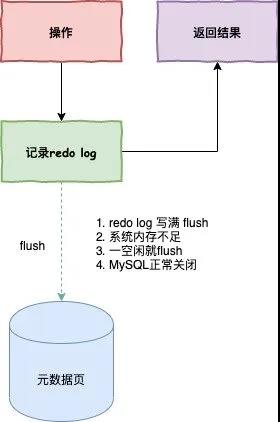 操作
返回结果
记录redo log
flush
1. redo log 写满 flush
2. 系统内存不足
3. 一空闲就flush
4. MySQL正常关闭
元数据页